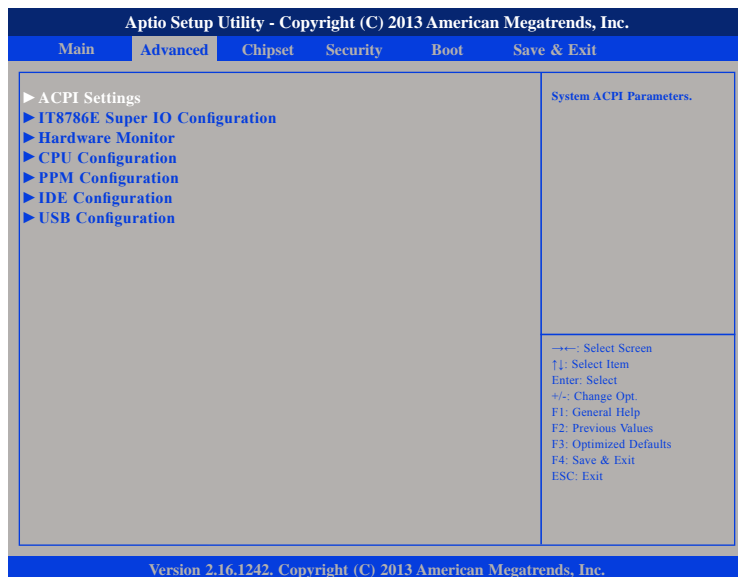 Aptio Setup Utility - Copyright (C) 2013 American Megatrends, Inc.
Main Advanced Chipset Security Boot Save & Exit
►ACPI Settings
►IT8786E Super IO Configuration
►Hardware Monitor
►CPU Configuration
►PPM Configuration
►IDE Configuration
►USB Configuration
System ACPI Parameters.
→←: Select Screen
↑↓: Select Item
Enter: Select
+/-: Change Opt.
F1: General Help
F2: Previous Values
F3: Optimized Defaults
F4: Save & Exit
ESC: Exit
Version 2.16.1242. Copyright (C) 2013 American Megatrends, Inc.